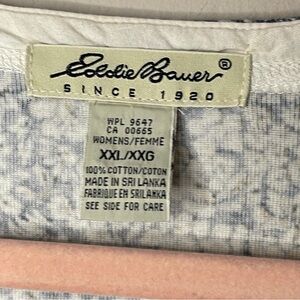 Eddie Bauer®
SINCE 1920
WPL 9647
CA 00665
WOMENS/FEMME
XXL/XXG
100% COTTON/COTON
MADE IN SRI LANKA
FABRIQUE EN SRILANKA
SEE SIDE FOR CARE